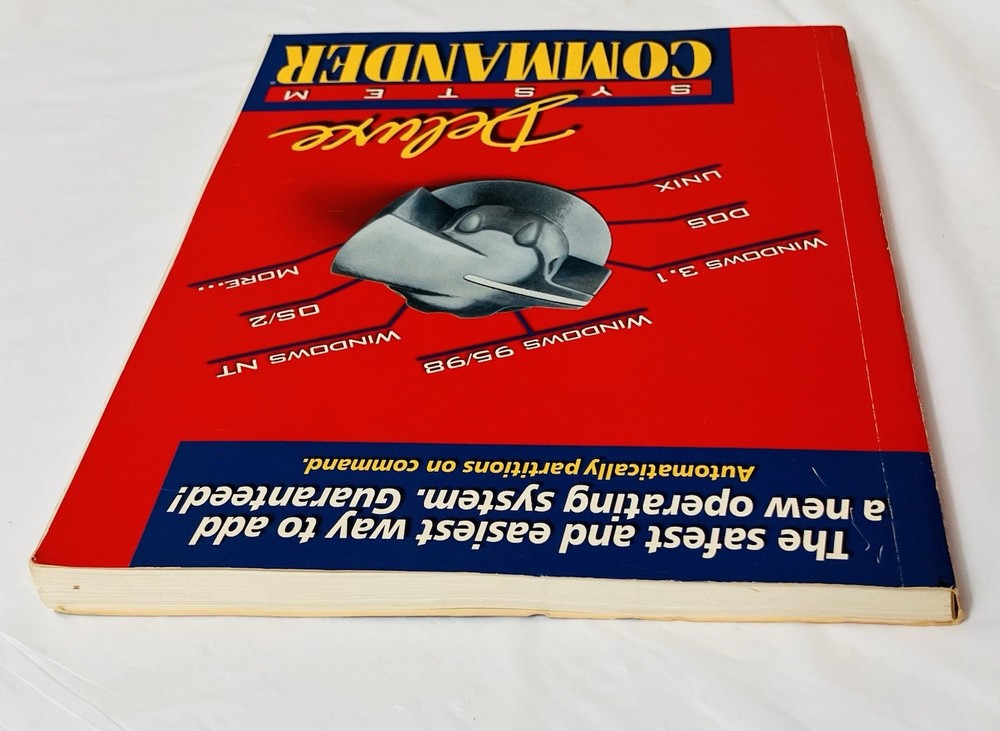 The safest and easiest way to add
a new operating system. Guaranteed!
Automatically partitions on command.
WINDOWS 95/98
WINDOWS NT
WINDOWS 3.1
OS/2
DOS
MORE...
UNIX
Deluxe
SYSTEM
COMMANDER